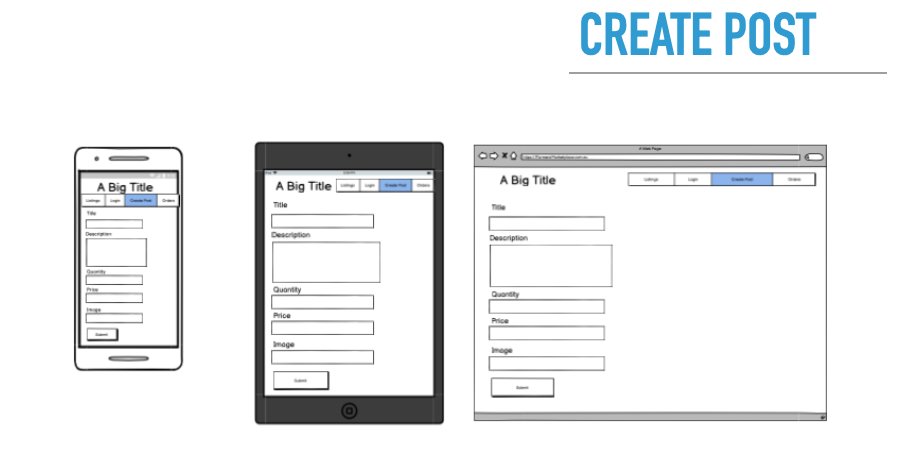 CREATE POST
A Big Title
Listings Login Create Post Orders
Title
Description
Quantity
Price
Image
Submit
A Big Title
Listings Login Create Post Orders
Title
Description
Quantity
Price
Image
Submit
A Web Page
A Big Title
Listings Login Create Post Orders
Title
Description
Quantity
Price
Image
Submit